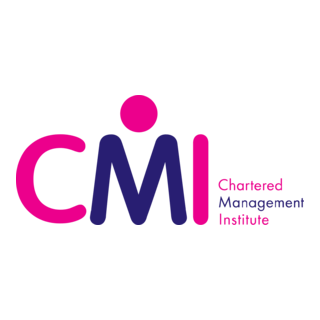 CMI
Chartered
Management
Institute